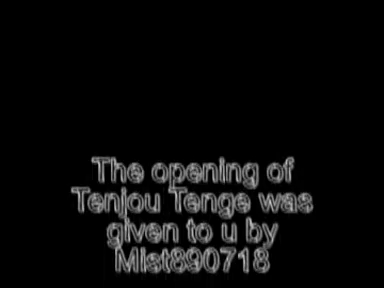 The opening of
Tenjou Tenge was
given to u by
Mist890718